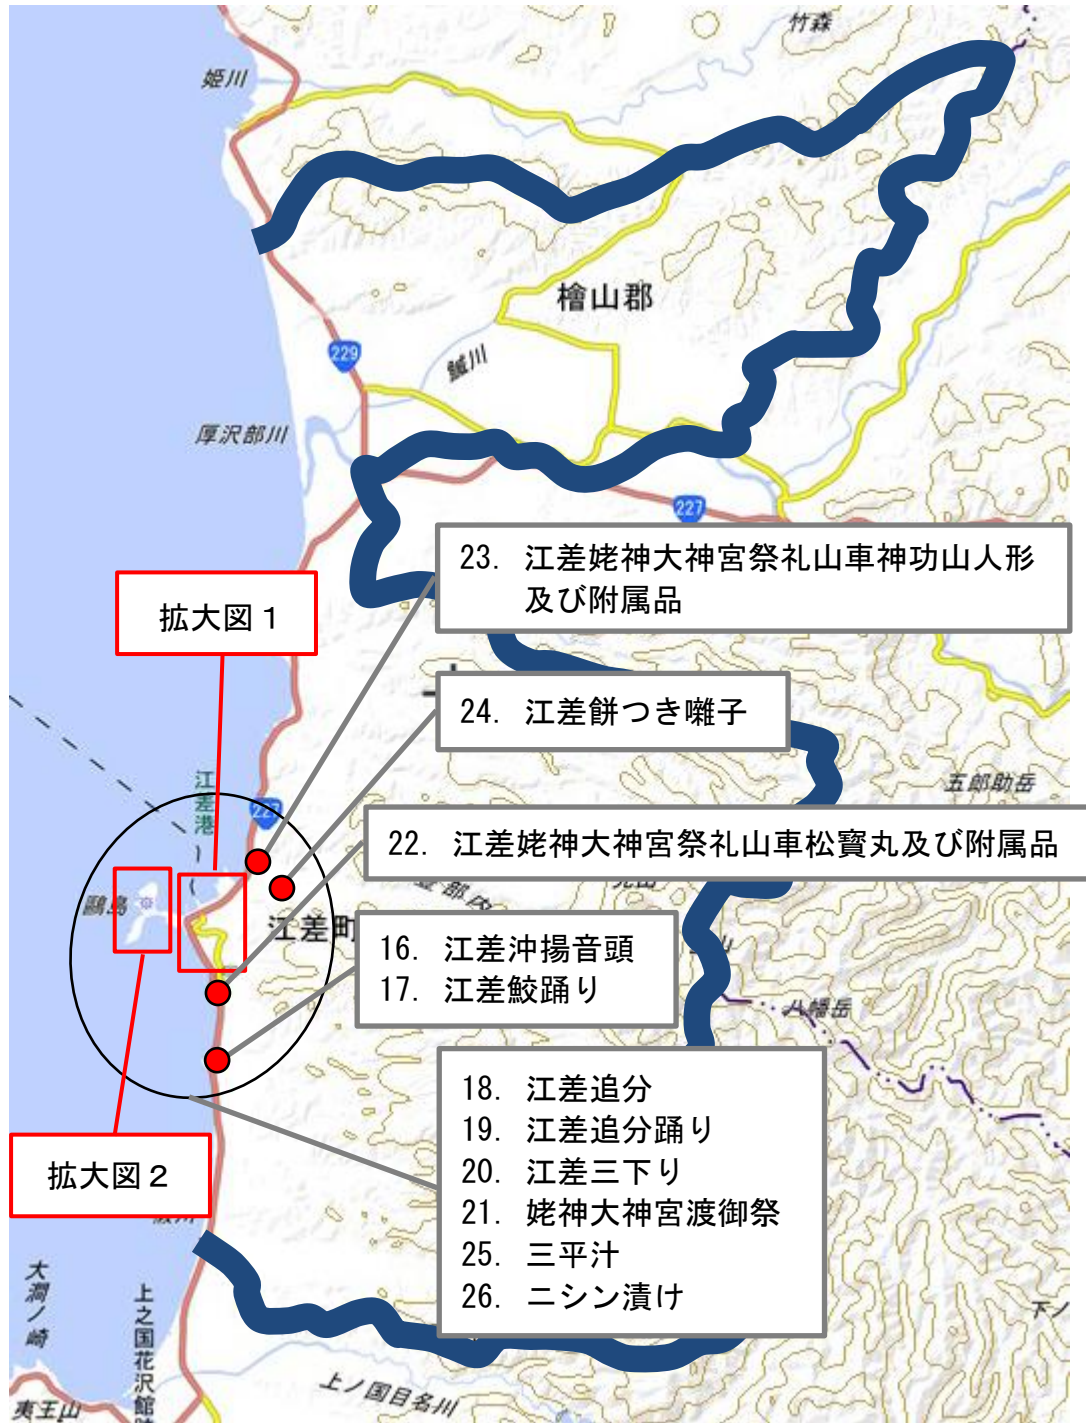 竹森
姫川
檜山郡
229
鰔川
厚沢部川
227
23. 江差姥神大神宮祭礼山車神功山人形
及び附属品
拡大図１
24. 江差餅つき囃子
五郎助岳
江差港
227
22. 江差姥神大神宮祭礼山車松寳丸及び附属品
鷗島
江差町
16. 江差沖揚音頭
17. 江差鮫踊り
八幡岳
18. 江差追分
19. 江差追分踊り
20. 江差三下り
21. 姥神大神宮渡御祭
25. 三平汁
26. ニシン漬け
拡大図２
大澗ノ崎
上之国花沢館跡
下ノ
上ノ国目名川
夷王山